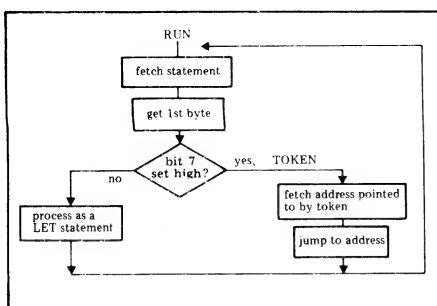 RUN
fetch statement
get 1st byte
bit 7
set high?
no
yes, TOKEN
process as a
LET statement
fetch address pointed
to by token
jump to address